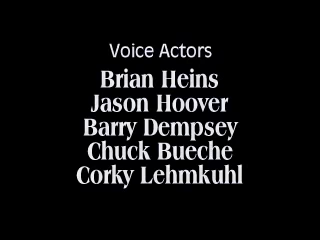 Voice Actors
Brian Heins
Jason Hoover
Barry Dempsey
Chuck Bueche
Corky Lehmkuhl